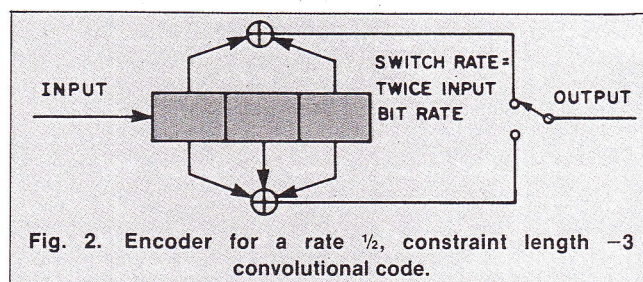 INPUT
SWITCH RATE=
TWICE INPUT
BIT RATE
OUTPUT
Fig. 2. Encoder for a rate ½, constraint length −3
convolutional code.